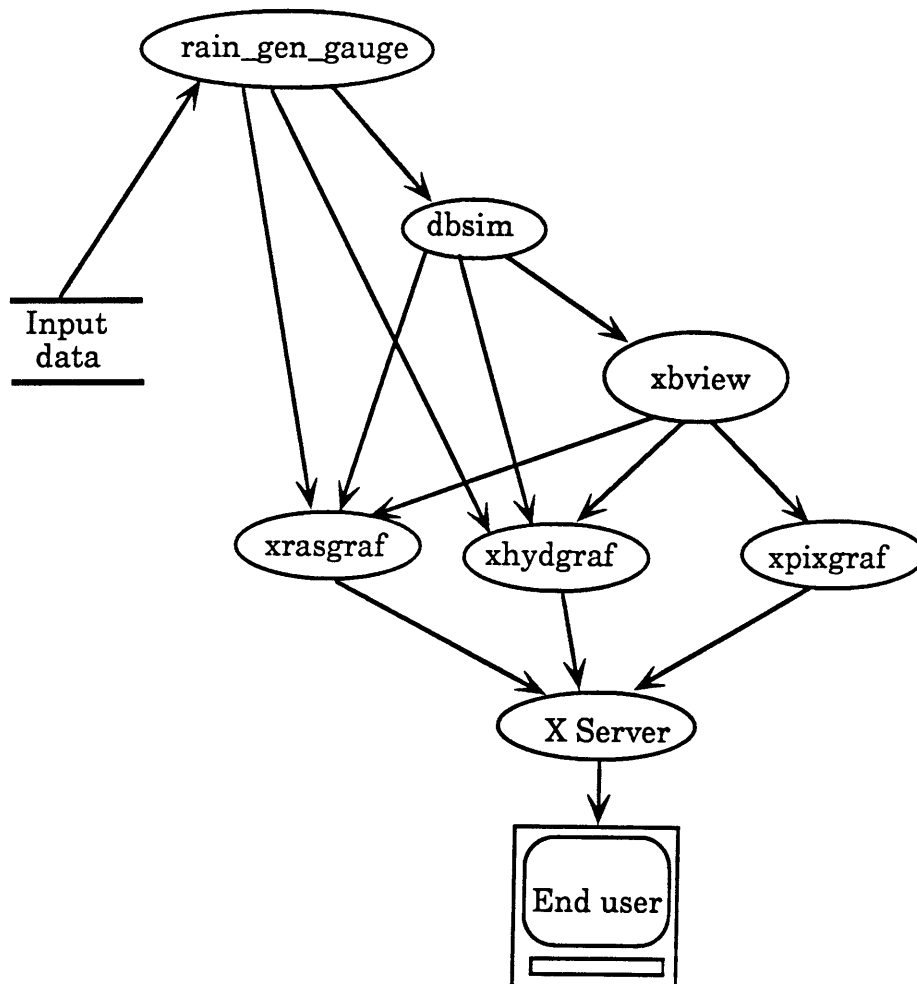 rain_gen_gauge
dbsim
Input
data
xbview
xrasgraf
xhydgraf
xpixgraf
X Server
End user